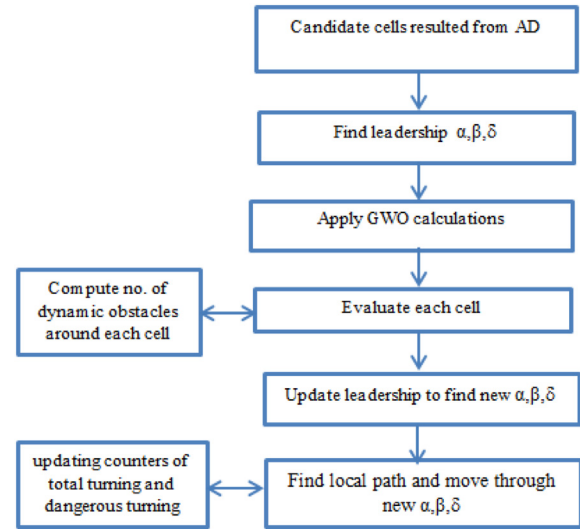 Candidate cells resulted from AD
Find leadership α,β,δ
Apply GWO calculations
Compute no. of
dynamic obstacles
around each cell
Evaluate each cell
Update leadership to find new α,β,δ
updating counters of
total turning and
dangerous turning
Find local path and move through
new α,β,δ